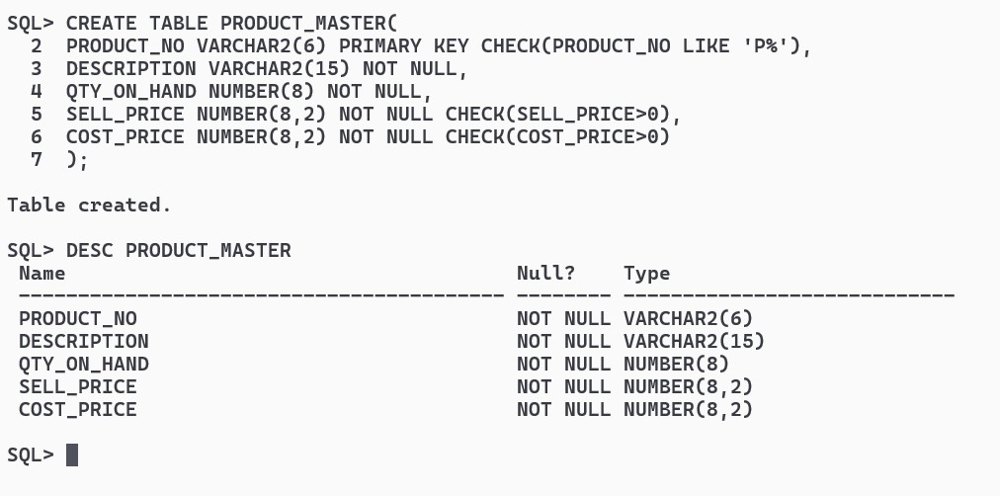 SQL> CREATE TABLE PRODUCT_MASTER(
  2  PRODUCT_NO VARCHAR2(6) PRIMARY KEY CHECK(PRODUCT_NO LIKE 'P%'),
  3  DESCRIPTION VARCHAR2(15) NOT NULL,
  4  QTY_ON_HAND NUMBER(8) NOT NULL,
  5  SELL_PRICE NUMBER(8,2) NOT NULL CHECK(SELL_PRICE>0),
  6  COST_PRICE NUMBER(8,2) NOT NULL CHECK(COST_PRICE>0)
  7  );
Table created.
SQL> DESC PRODUCT_MASTER
 Name                                      Null?    Type
 ----------------------------------------- -------- ----------------------------
 PRODUCT_NO                                NOT NULL VARCHAR2(6)
 DESCRIPTION                               NOT NULL VARCHAR2(15)
 QTY_ON_HAND                               NOT NULL NUMBER(8)
 SELL_PRICE                                NOT NULL NUMBER(8,2)
 COST_PRICE                                NOT NULL NUMBER(8,2)
SQL>